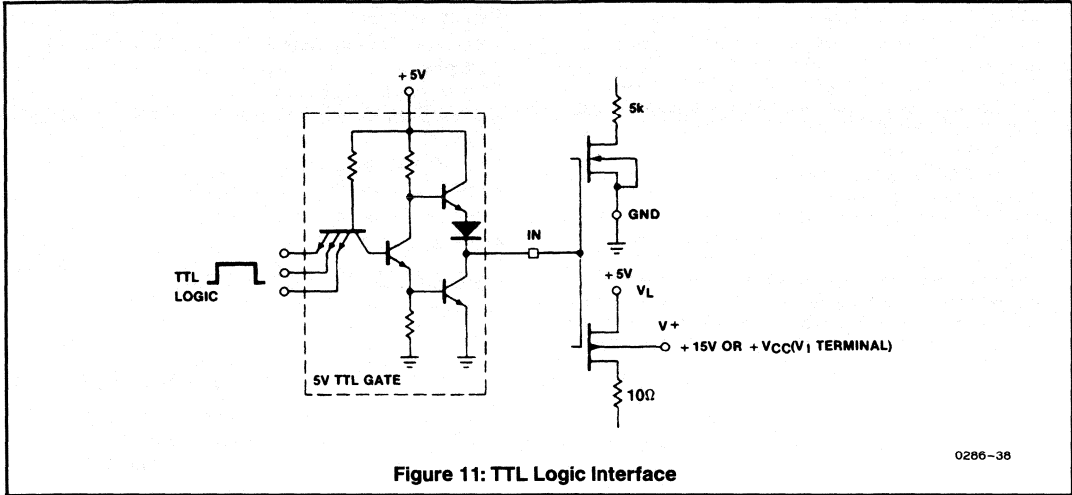 + 5V
5k
GND
IN
TTL
LOGIC
+ 5V
VL
V+
+ 15V OR + VCC(V1 TERMINAL)
5V TTL GATE
10Ω
0286-38
Figure 11: TTL Logic Interface